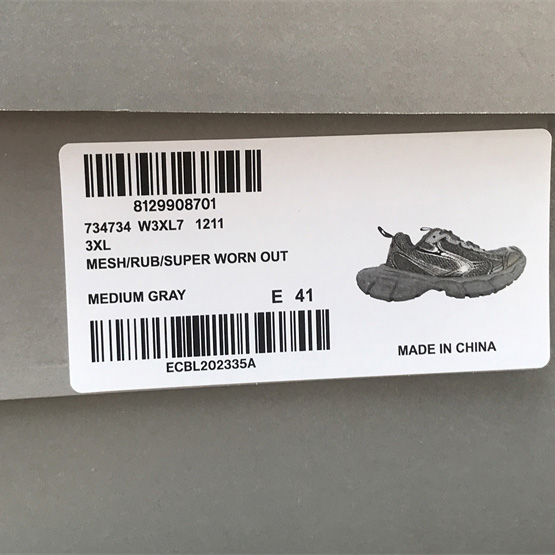 8129908701
734734 W3XL7 1211
3XL
MESH/RUB/SUPER WORN OUT
MEDIUM GRAY E 41
ECBL202335A
MADE IN CHINA